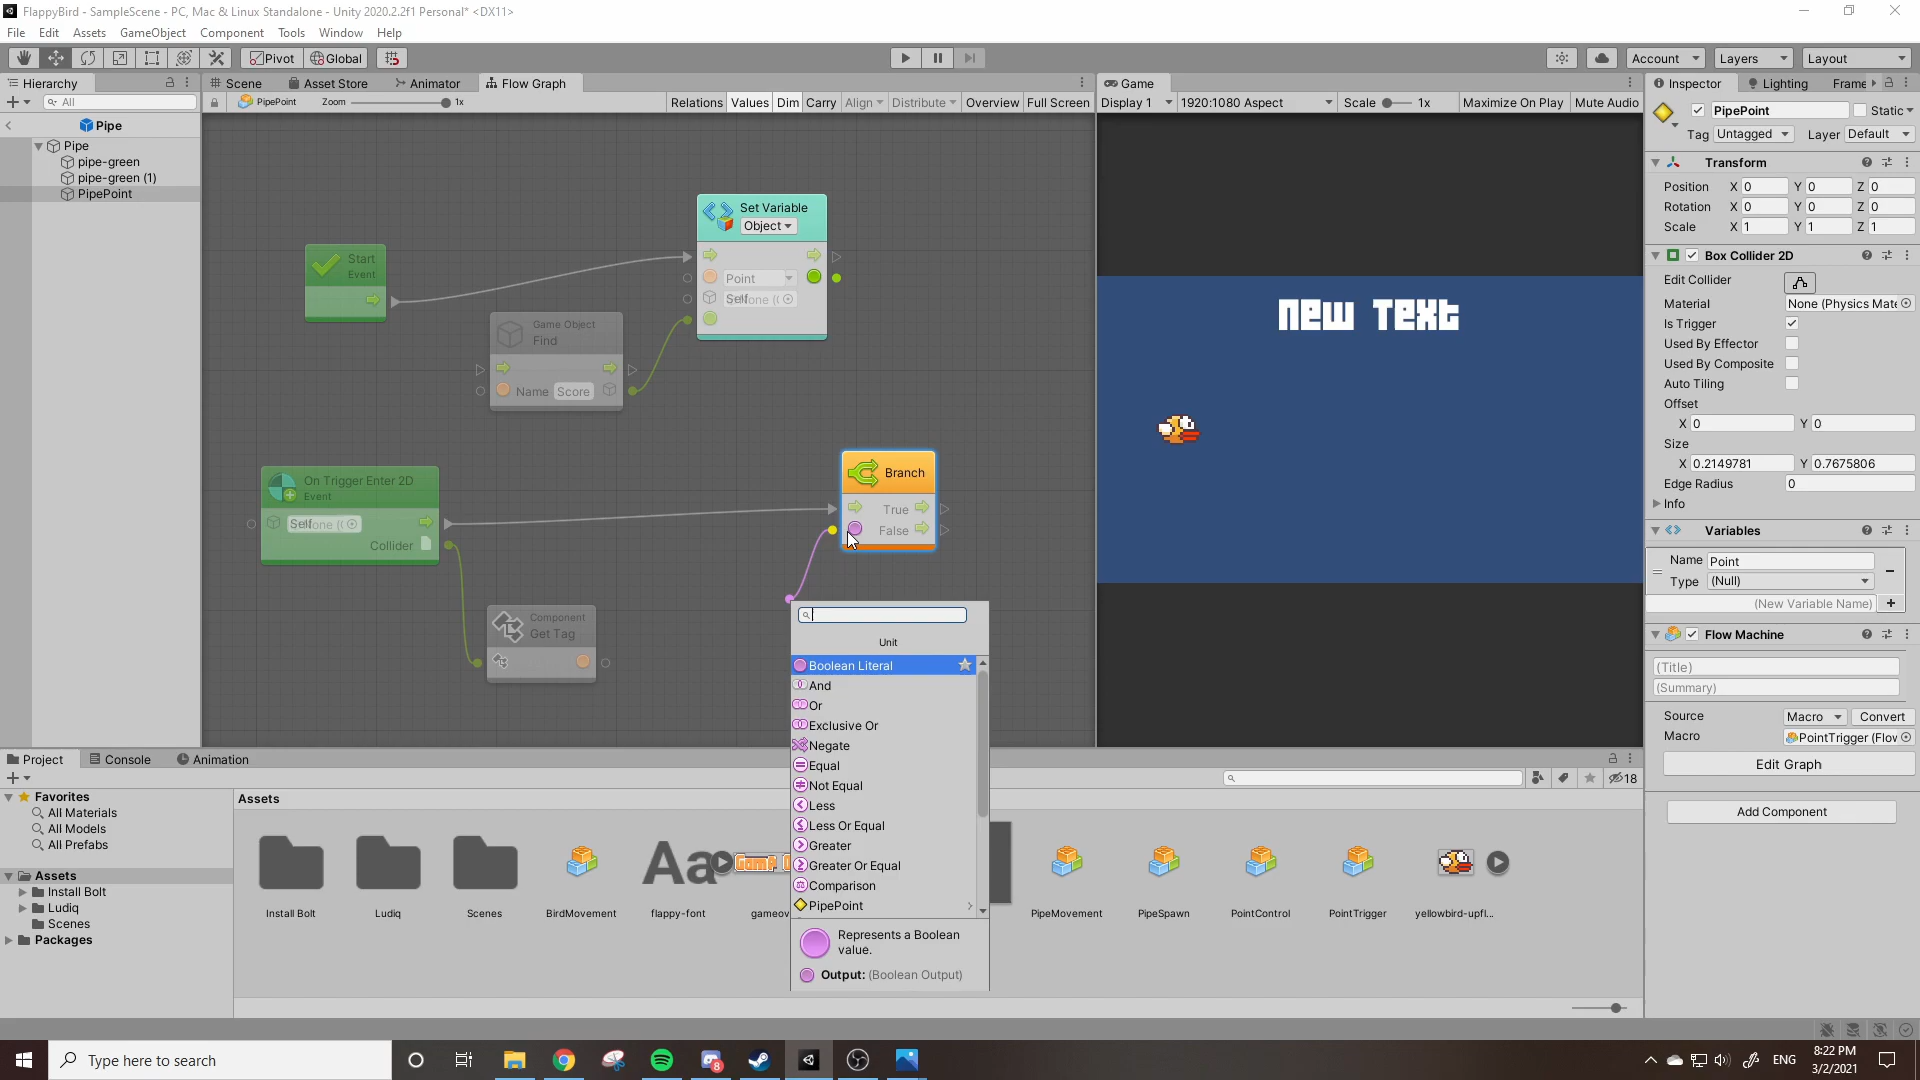 FlappyBird - SampleScene - PC, Mac & Linux Standalone - Unity 2020.2.2f1 Personal* <DX11>
File Edit Assets GameObject Component Tools Window Help
Pivot Global Account Layers Layout
Hierarchy Scene Asset Store Animator Flow Graph Game Inspector Lighting Frame
All PipePoint Zoom 1x Relations Values Dim Carry Align Distribute Overview Full Screen Display 1 1920:1080 Aspect Scale 1x Maximize On Play Mute Audio
PipePoint Static
Tag Untagged Layer Default
Pipe
Pipe
pipe-green
pipe-green (1)
PipePoint
Start
Event
Set Variable
Object
Point
Self
Game Object
Find
Name Score
On Trigger Enter 2D
Event
Self
Collider
Component
Get Tag
Branch
True
False
Unit
Boolean Literal
And
Or
Exclusive Or
Negate
Equal
Not Equal
Less
Less Or Equal
Greater
Greater Or Equal
Comparison
PipePoint
Represents a Boolean
value.
Output: (Boolean Output)
New Text
Transform
Position X 0 Y 0 Z 0
Rotation X 0 Y 0 Z 0
Scale X 1 Y 1 Z 1
Box Collider 2D
Edit Collider
Material None (Physics Mate
Is Trigger
Used By Effector
Used By Composite
Auto Tiling
Offset
X 0 Y 0
Size
X 0.2149781 Y 0.7675806
Edge Radius 0
Info
Variables
Name Point
Type (Null)
(New Variable Name)
Flow Machine
(Title)
(Summary)
Source Macro Convert
Macro PointTrigger (Flow
Edit Graph
Add Component
Project Console Animation
18
Favorites
All Materials
All Models
All Prefabs
Assets
Install Bolt
Ludiq
Scenes
Packages
Assets
Aa
Install Bolt Ludiq Scenes BirdMovement flappy-font gameov PipeMovement PipeSpawn PointControl PointTrigger yellowbird-upfl...
Type here to search
8
ENG
8:22 PM
3/2/2021